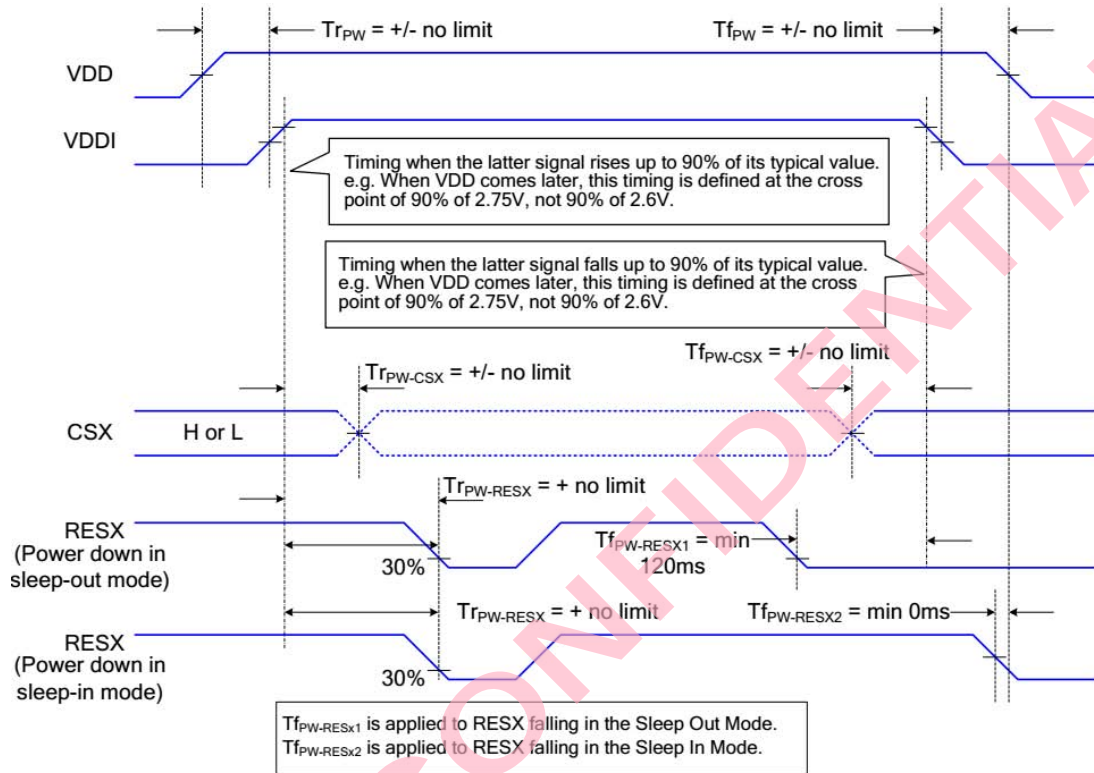 TrPW = +/- no limit
TfPW = +/- no limit
VDD
VDDI
Timing when the latter signal rises up to 90% of its typical value.
e.g. When VDD comes later, this timing is defined at the cross
point of 90% of 2.75V, not 90% of 2.6V.
Timing when the latter signal falls up to 90% of its typical value.
e.g. When VDD comes later, this timing is defined at the cross
point of 90% of 2.75V, not 90% of 2.6V.
TfPW-CSX = +/- no limit
TrPW-CSX = +/- no limit
CSX
H or L
TrPW-RESX = + no limit
RESX
(Power down in
sleep-out mode)
30%
TfPW-RESX1 = min
120ms
TrPW-RESX = + no limit
TfPW-RESX2 = min 0ms
RESX
(Power down in
sleep-in mode)
30%
TfPW-RESx1 is applied to RESX falling in the Sleep Out Mode.
TfPW-RESx2 is applied to RESX falling in the Sleep In Mode.
CONFIDENTIA